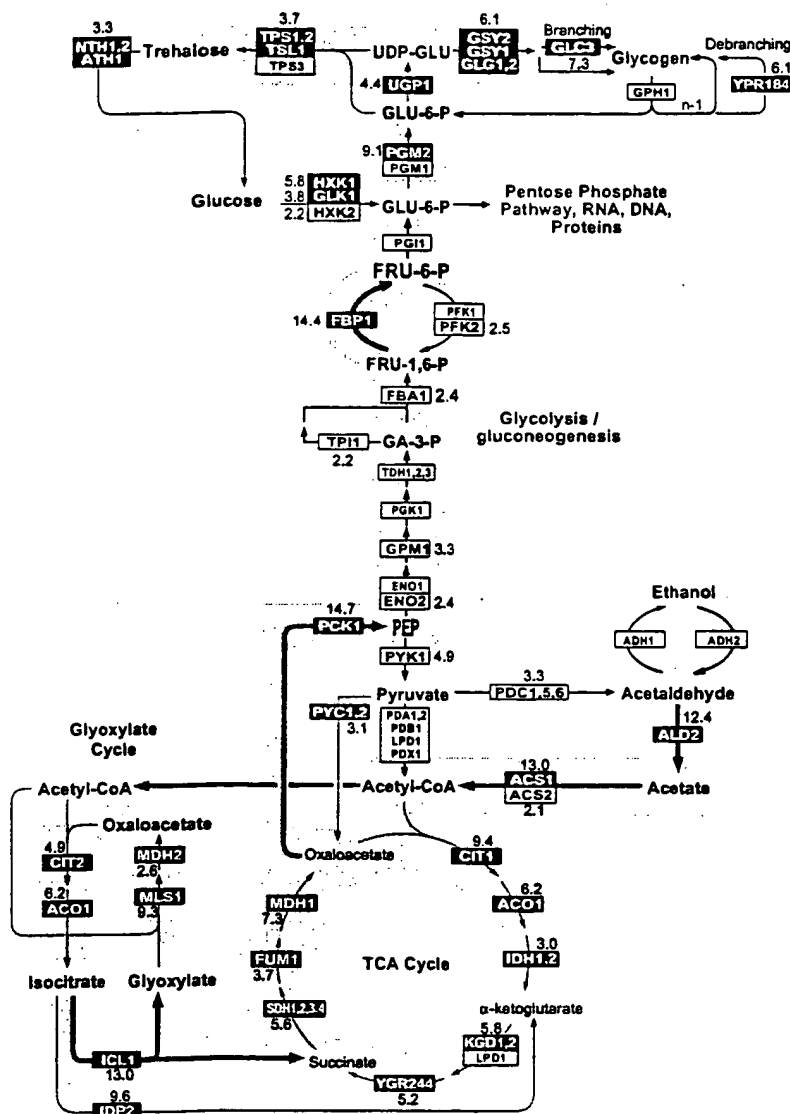 3.3
NTH1,2
ATH1
Trehalose
3.7
TPS1,2
TSL1
TPS3
UDP-GLU
6.1
GSY2
GSY1
GLG1,2
Branching
GLC3
7.3
Glycogen
Debranching
6.1
YPR184
GPH1
n-1
4.4 UGP1
GLU-6-P
9.1 PGM2
PGM1
Glucose
5.8 HXK1
3.8 GLK1
2.2 HXK2
GLU-6-P
Pentose Phosphate
Pathway, RNA, DNA,
Proteins
PGI1
FRU-6-P
14.4 FBP1
PFK1
PFK2 2.5
FRU-1,6-P
FBA1 2.4
Glycolysis /
gluconeogenesis
TPI1
2.2
GA-3-P
TDH1,2,3
PGK1
GPM1 3.3
ENO1
ENO2 2.4
14.7
PCK1
PEP
PYK1 4.9
Ethanol
ADH1
ADH2
Pyruvate
3.3
PDC1,5,6
Acetaldehyde
12.4
ALD2
PYC1,2
3.1
PDA1,2
PDB1
LPD1
PDX1
Glyoxylate
Cycle
Acetyl-CoA
Acetyl-CoA
13.0
ACS1
ACS2
2.1
Acetate
Oxaloacetate
4.9
CIT2
MDH2
2.6
6.2
ACO1
MLS1
9.3
Isocitrate
Glyoxylate
ICL1
13.0
9.6
IDP2
Oxaloacetate
9.4
CIT1
6.2
ACO1
3.0
IDH1,2
α-ketoglutarate
5.8
KGD1,2
LPD1
YGR244
5.2
Succinate
SDH1,2,3,4
5.6
FUM1
3.7
MDH1
7.3
TCA Cycle